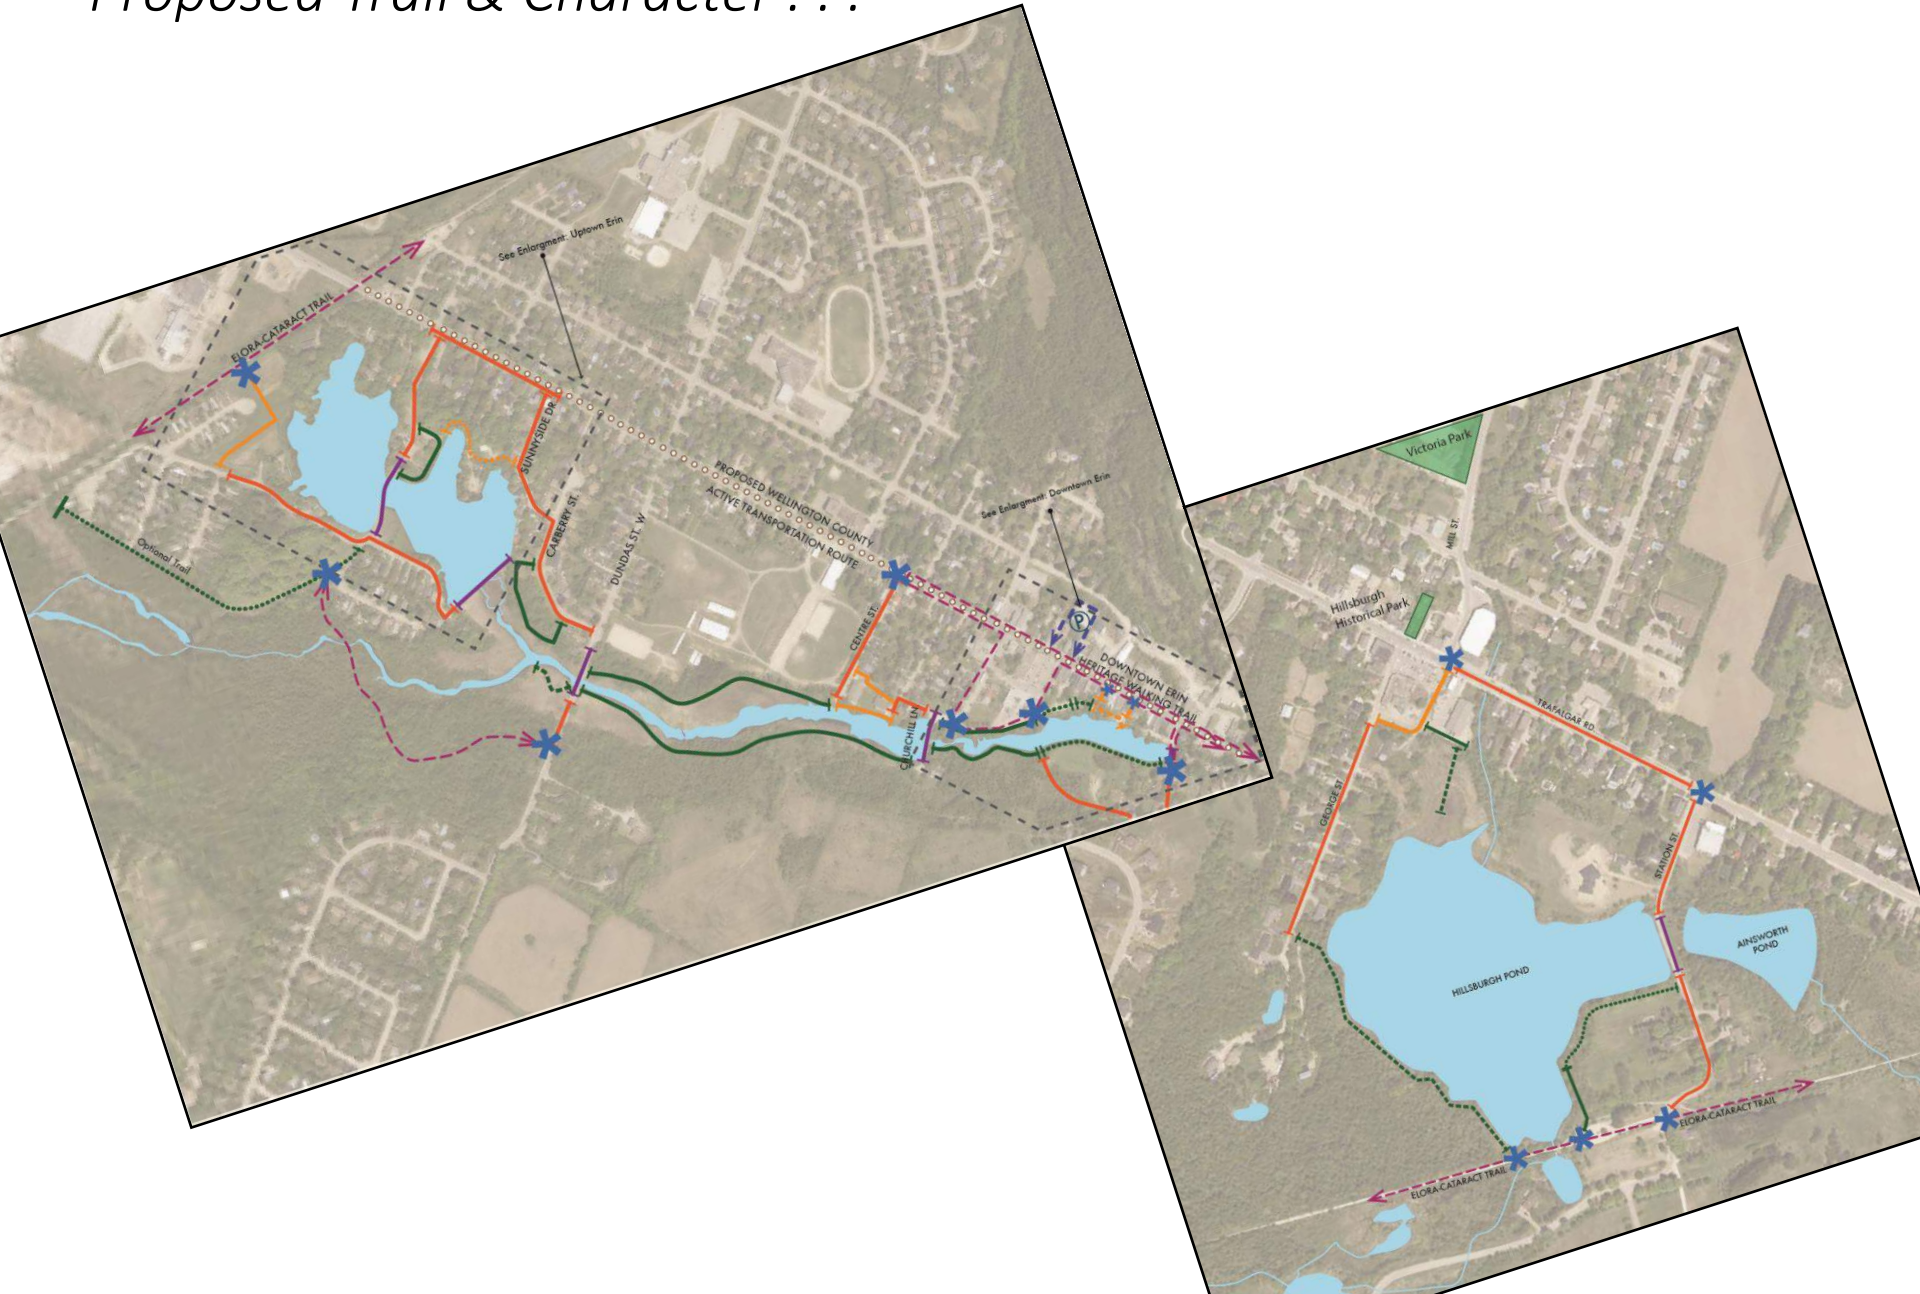 Proposed Trail & Character . . .
See Enlargment: Uptown Erin
ELORA-CATARACT TRAIL
SUNNYSIDE DR.
CARBERRY ST.
DUNDAS ST. W
Optional Trail
PROPOSED WELLINGTON COUNTY
ACTIVE TRANSPORTATION ROUTE
See Enlargment: Downtown Erin
P
CENTRE ST.
CHURCHILL LN
DOWNTOWN ERIN
HERITAGE WALKING TRAIL
Victoria Park
MILL ST.
Hillsburgh
Historical Park
TRAFALGAR RD
GEORGE ST
STATION ST.
AINSWORTH
POND
HILLSBURGH POND
ELORA-CATARACT TRAIL
ELORA-CATARACT TRAIL